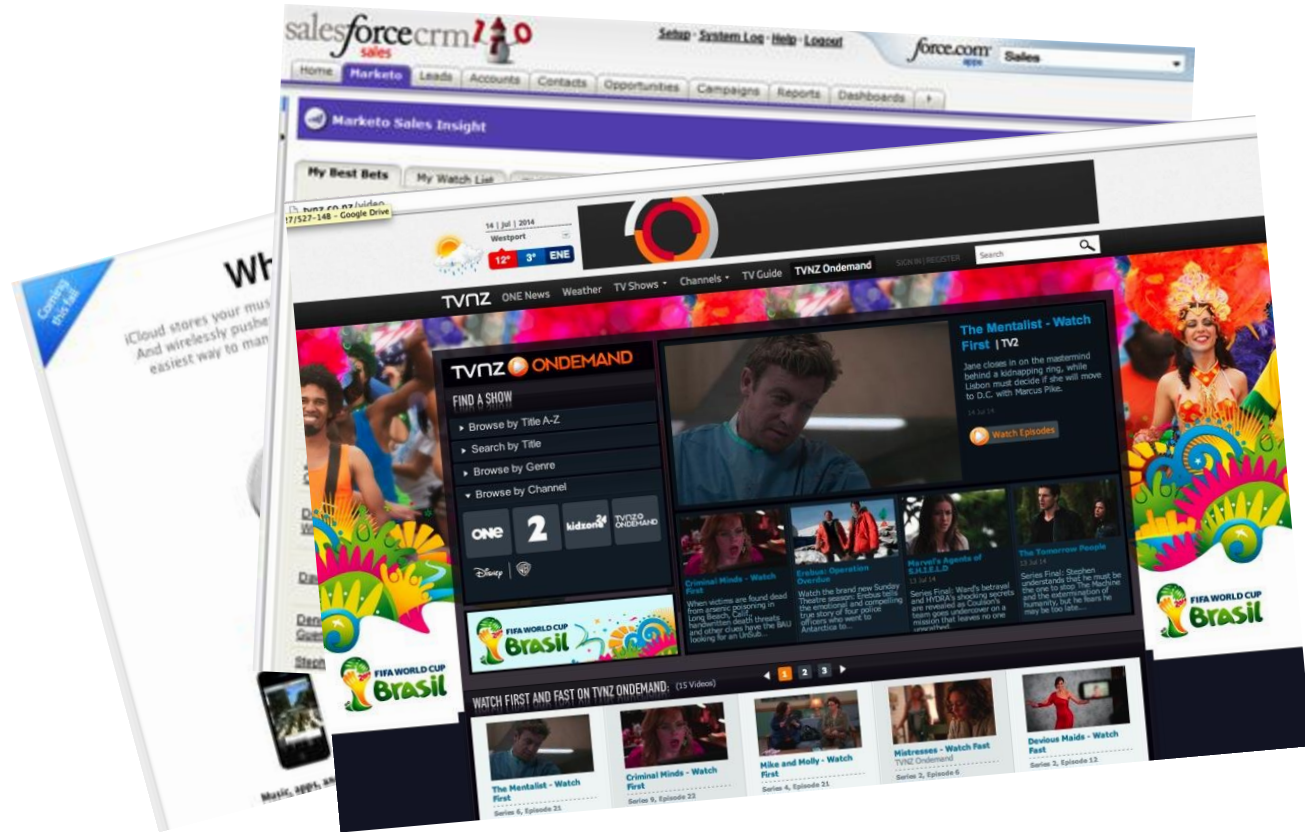 salesforcecrm
sales
Setup · System Log · Help · Logout
force.com
apps
Sales
Home
Marketo
Leads
Accounts
Contacts
Opportunities
Campaigns
Reports
Dashboards
Marketo Sales Insight
My Best Bets
My Watch List
tvnz.co.nz/video
27/527-148 - Google Drive
Coming
this fall
Wh
iCloud stores your mus
And wirelessly pushe
easiest way to man
Steph
Music, apps, an
14 | Jul | 2014
Westport
12°
3°
ENE
TVNZ
ONE News
Weather
TV Shows
Channels
TV Guide
TVNZ Ondemand
SIGN IN | REGISTER
Search
TVNZ ONDEMAND
FIND A SHOW
Browse by Title A-Z
Search by Title
Browse by Genre
Browse by Channel
ONE
2
kidzone24
TVNZ
ONDEMAND
Disney
WB
FIFA WORLD CUP
Brasil
The Mentalist - Watch
First | TV2
Jane closes in on the mastermind
behind a kidnapping ring, while
Lisbon must decide if she will move
to D.C. with Marcus Pike.
14 Jul 14
Watch Episodes
Criminal Minds - Watch
First
When victims are found dead
from arsenic poisoning in
Long Beach, Calif.,
handwritten death threats
and other clues have the BAU
looking for an UnSub...
Erebus: Operation
Overdue
Watch the brand new Sunday
Theatre season: Erebus tells
the emotional and compelling
true story of four police
officers who went to
Antarctica to...
Marvel's Agents of
S.H.I.E.L.D
13 Jul 14
Series Final: Ward's betrayal
and HYDRA's shocking secrets
are revealed as Coulson's
team goes undercover on a
mission that leaves no one
The Tomorrow People
13 Jul 14
Series Final: Stephen
understands that he must be
the one to stop The Machine
and the extermination of
humanity, but he fears he
may be too late...
FIFA WORLD CUP
Brasil
FIFA WORLD CUP
Brasil
1
2
3
WATCH FIRST AND FAST ON TVNZ ONDEMAND: (15 Videos)
The Mentalist - Watch
First
Series 6, Episode 21
Criminal Minds - Watch
First
Series 9, Episode 22
Mike and Molly - Watch
First
Series 4, Episode 21
Mistresses - Watch Fast
TVNZ Ondemand
Series 2, Episode 6
Devious Maids - Watch
Fast
Series 2, Episode 12